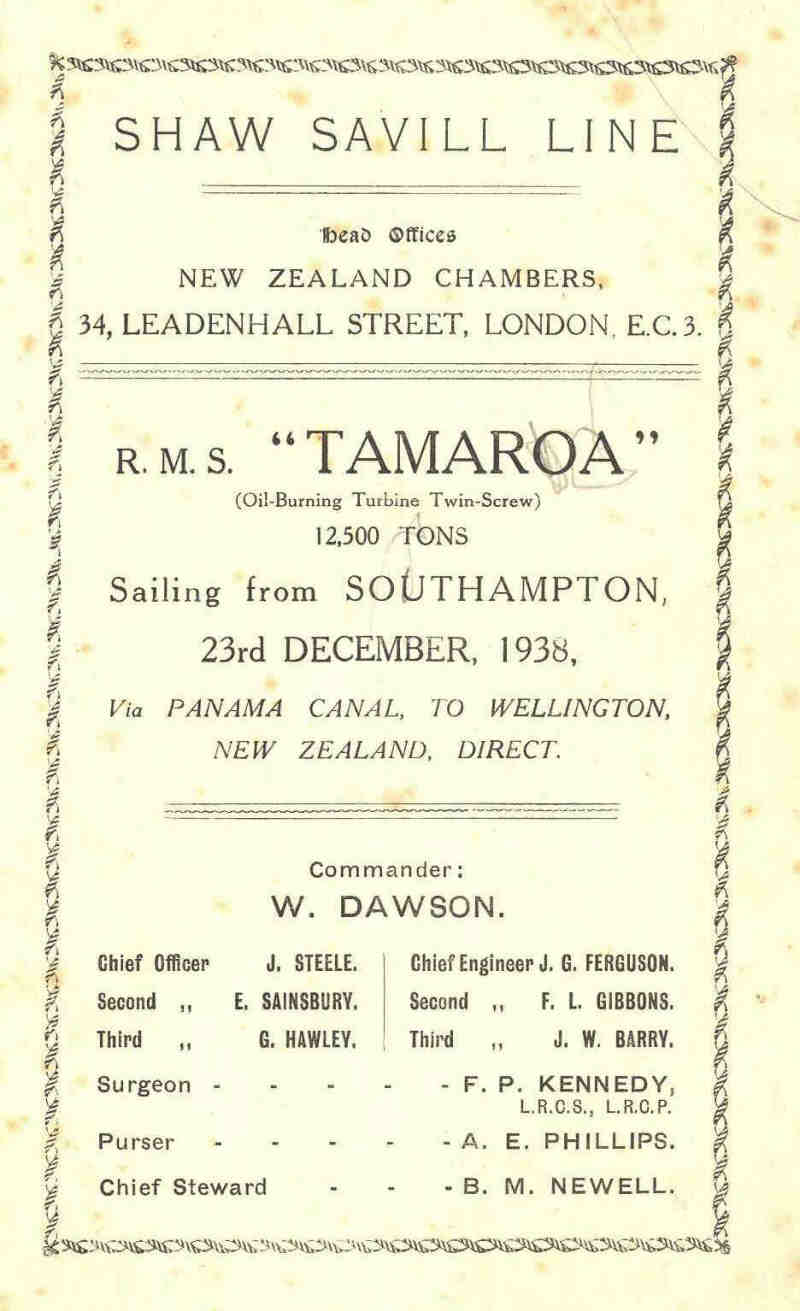 SHAW SAVILL LINE
Head Offices
NEW ZEALAND CHAMBERS,
34, LEADENHALL STREET, LONDON, E.C.3.
R.M.S. “TAMAROA”
(Oil-Burning Turbine Twin-Screw)
12,500 TONS
Sailing from SOUTHAMPTON,
23rd DECEMBER, 1938,
Via PANAMA CANAL, TO WELLINGTON,
NEW ZEALAND, DIRECT.
Commander:
W. DAWSON.
Chief Officer J. STEELE.
Second ,, E. SAINSBURY.
Third ,, G. HAWLEY.
Chief Engineer J. G. FERGUSON.
Second ,, F. L. GIBBONS.
Third ,, J. W. BARRY.
Surgeon - - - - - F. P. KENNEDY,
L.R.C.S., L.R.C.P.
Purser - - - - - A. E. PHILLIPS.
Chief Steward - - - B. M. NEWELL.